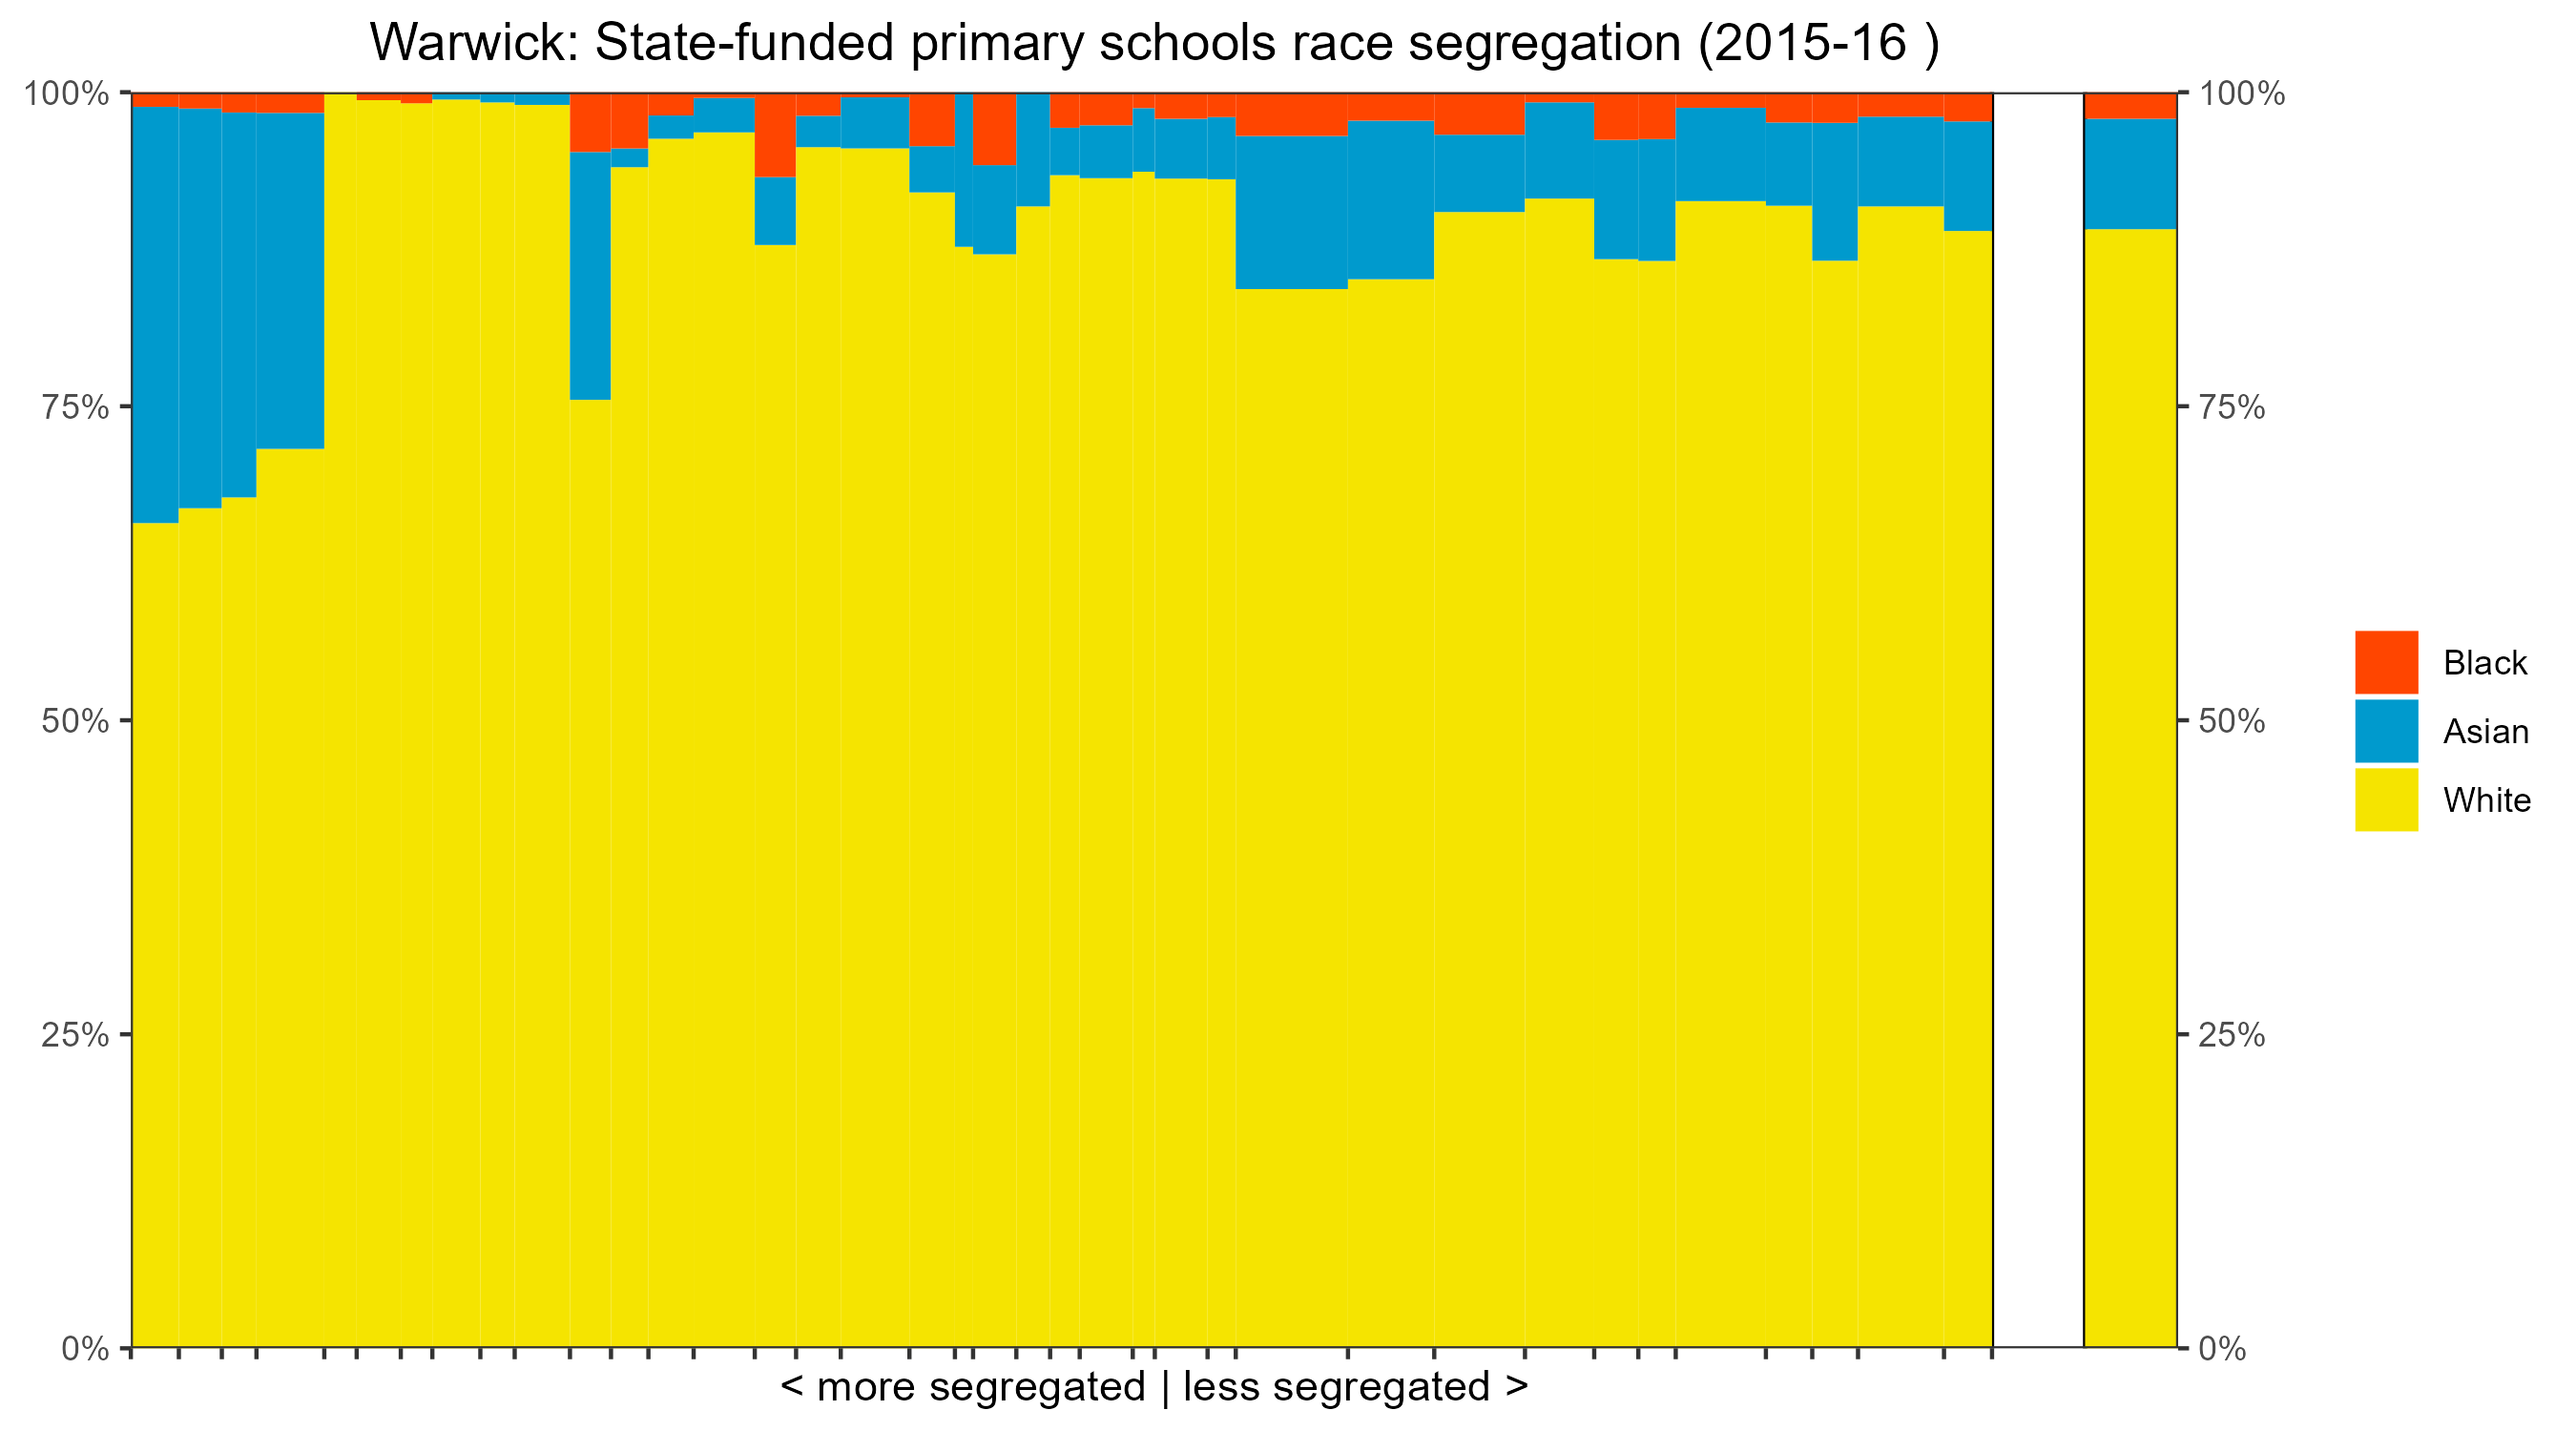 Warwick: State-funded primary schools race segregation (2015-16 )
100%
75%
50%
25%
0%
100%
75%
50%
25%
0%
Black
Asian
White
< more segregated | less segregated >